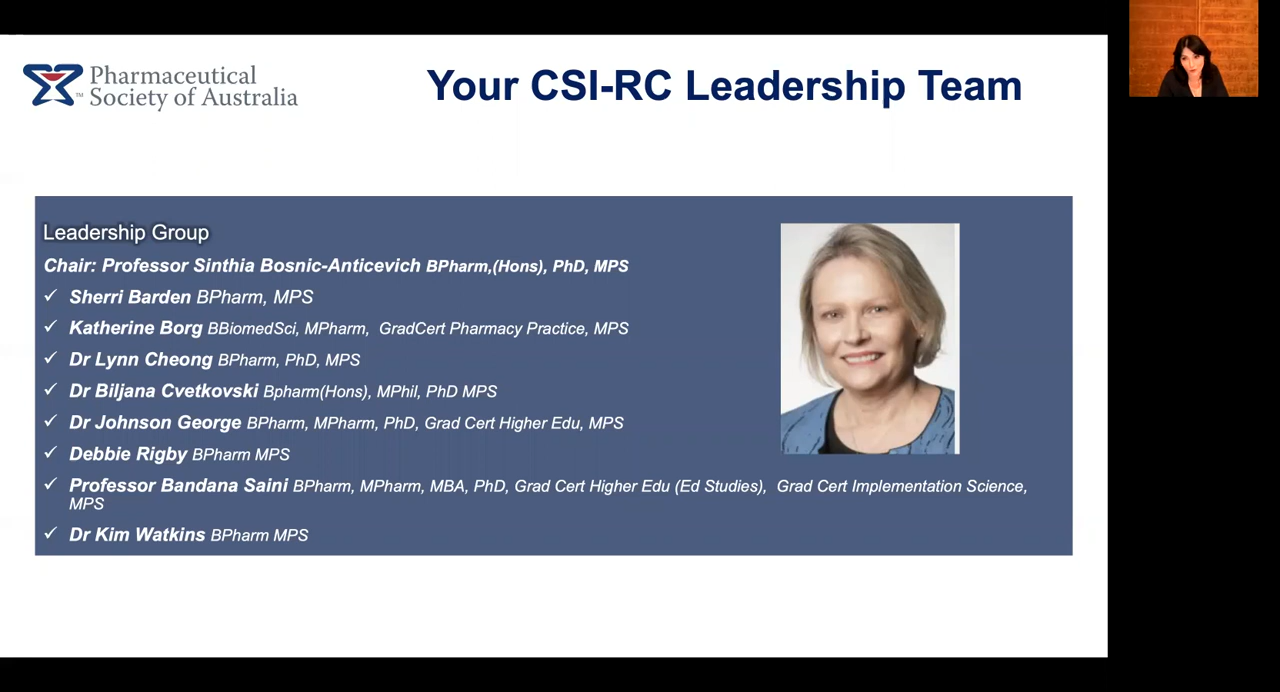 Pharmaceutical
Society of Australia
™
Your CSI-RC Leadership Team
Leadership Group
Chair: Professor Sinthia Bosnic-Anticevich BPharm,(Hons), PhD, MPS
✓ Sherri Barden BPharm, MPS
✓ Katherine Borg BBiomedSci, MPharm, GradCert Pharmacy Practice, MPS
✓ Dr Lynn Cheong BPharm, PhD, MPS
✓ Dr Biljana Cvetkovski Bpharm(Hons), MPhil, PhD MPS
✓ Dr Johnson George BPharm, MPharm, PhD, Grad Cert Higher Edu, MPS
✓ Debbie Rigby BPharm MPS
✓ Professor Bandana Saini BPharm, MPharm, MBA, PhD, Grad Cert Higher Edu (Ed Studies), Grad Cert Implementation Science,
MPS
✓ Dr Kim Watkins BPharm MPS